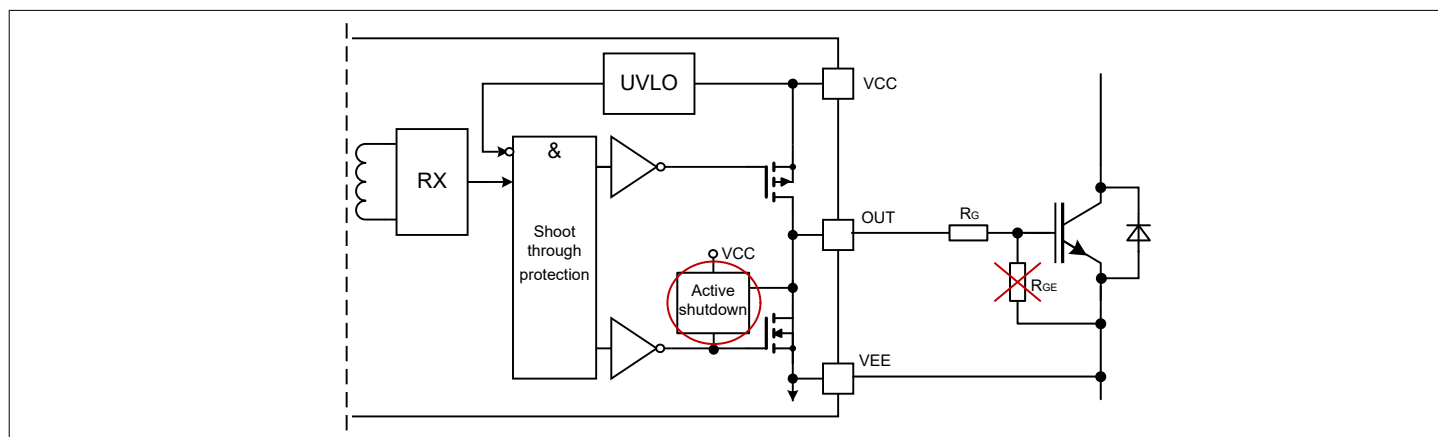 UVLO
VCC
RX
&
Shoot
through
protection
OUT
RG
VCC
Active
shutdown
RGE
VEE